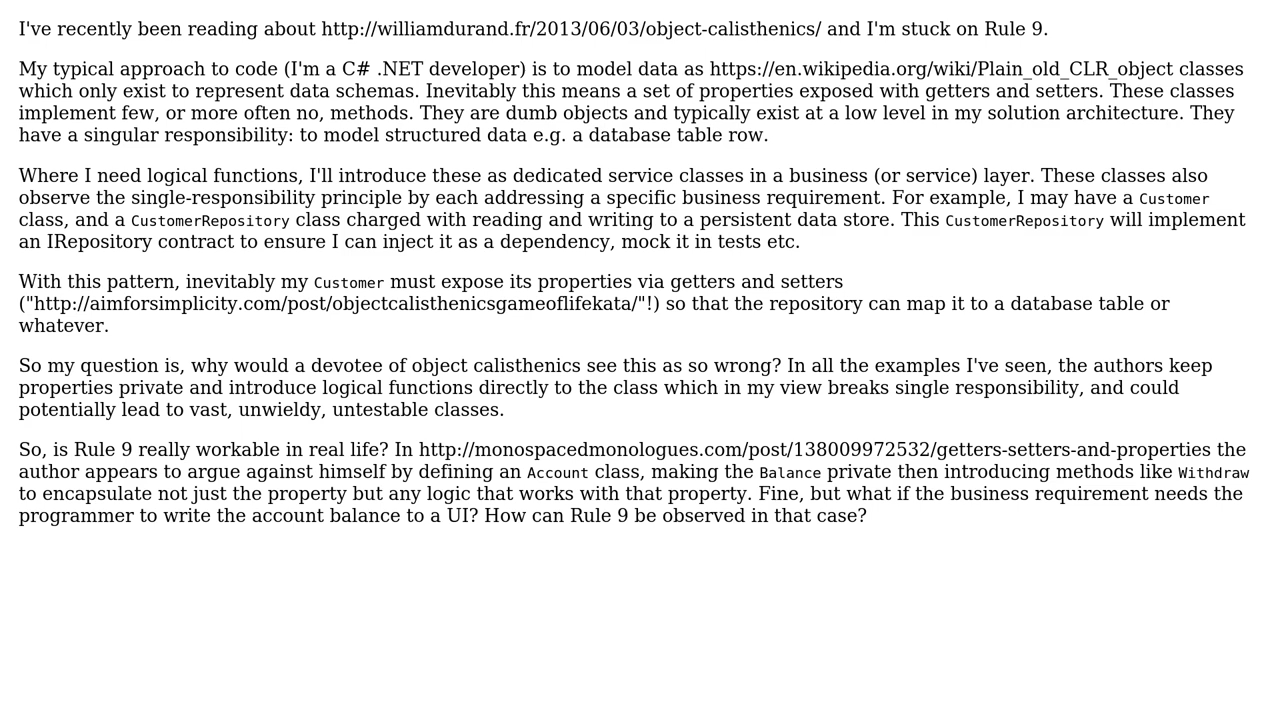 I've recently been reading about http://williamdurand.fr/2013/06/03/object-calisthenics/ and I'm stuck on Rule 9.
My typical approach to code (I'm a C# .NET developer) is to model data as https://en.wikipedia.org/wiki/Plain_old_CLR_object classes
which only exist to represent data schemas. Inevitably this means a set of properties exposed with getters and setters. These classes
implement few, or more often no, methods. They are dumb objects and typically exist at a low level in my solution architecture. They
have a singular responsibility: to model structured data e.g. a database table row.
Where I need logical functions, I'll introduce these as dedicated service classes in a business (or service) layer. These classes also
observe the single-responsibility principle by each addressing a specific business requirement. For example, I may have a Customer
class, and a CustomerRepository class charged with reading and writing to a persistent data store. This CustomerRepository will implement
an IRepository contract to ensure I can inject it as a dependency, mock it in tests etc.
With this pattern, inevitably my Customer must expose its properties via getters and setters
("http://aimforsimplicity.com/post/objectcalisthenicsgameoflifekata/"!) so that the repository can map it to a database table or
whatever.
So my question is, why would a devotee of object calisthenics see this as so wrong? In all the examples I've seen, the authors keep
properties private and introduce logical functions directly to the class which in my view breaks single responsibility, and could
potentially lead to vast, unwieldy, untestable classes.
So, is Rule 9 really workable in real life? In http://monospacedmonologues.com/post/138009972532/getters-setters-and-properties the
author appears to argue against himself by defining an Account class, making the Balance private then introducing methods like Withdraw
to encapsulate not just the property but any logic that works with that property. Fine, but what if the business requirement needs the
programmer to write the account balance to a UI? How can Rule 9 be observed in that case?